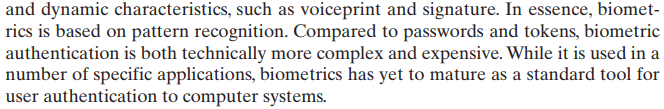 and dynamic characteristics, such as voiceprint and signature. In essence, biomet-
rics is based on pattern recognition. Compared to passwords and tokens, biometric
authentication is both technically more complex and expensive. While it is used in a
number of specific applications, biometrics has yet to mature as a standard tool for
user authentication to computer systems.